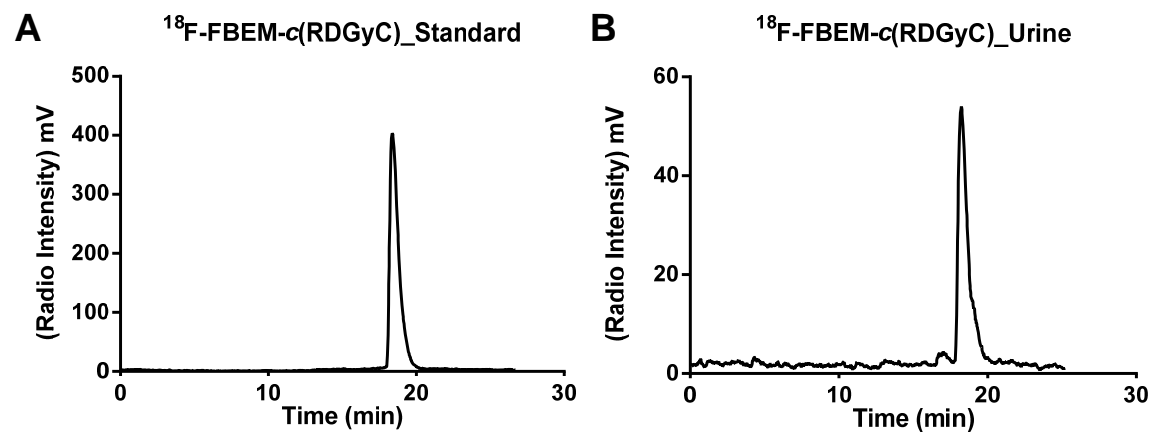 A
¹⁸F-FBEM-c(RDGyC)_Standard
(Radio Intensity) mV
500
400
300
200
100
0
0 10 20 30
Time (min)
B
¹⁸F-FBEM-c(RDGyC)_Urine
(Radio Intensity) mV
60
40
20
0
0 10 20 30
Time (min)